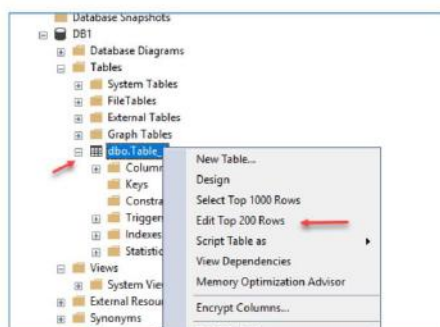 Database Snapshots
DB1
Database Diagrams
Tables
System Tables
FileTables
External Tables
Graph Tables
dbo.Table_
Column
Keys
Constra
Trigger
Indexes
Statistic
Views
System Vie
External Resour
Synonyms
New Table...
Design
Select Top 1000 Rows
Edit Top 200 Rows
Script Table as
View Dependencies
Memory Optimization Advisor
Encrypt Columns...